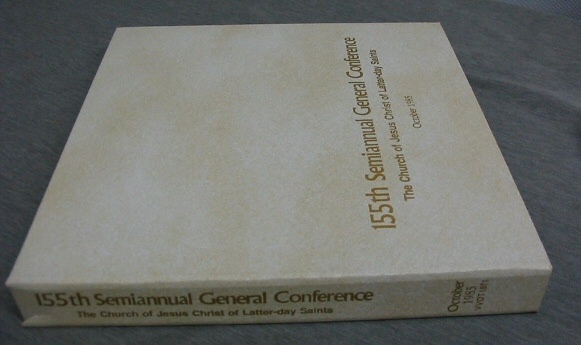 155th Semiannual General Conference
The Church of Jesus Christ of Latter-day Saints
October 1985
155th Semiannual General Conference
The Church of Jesus Christ of Latter-day Saints
October
1985